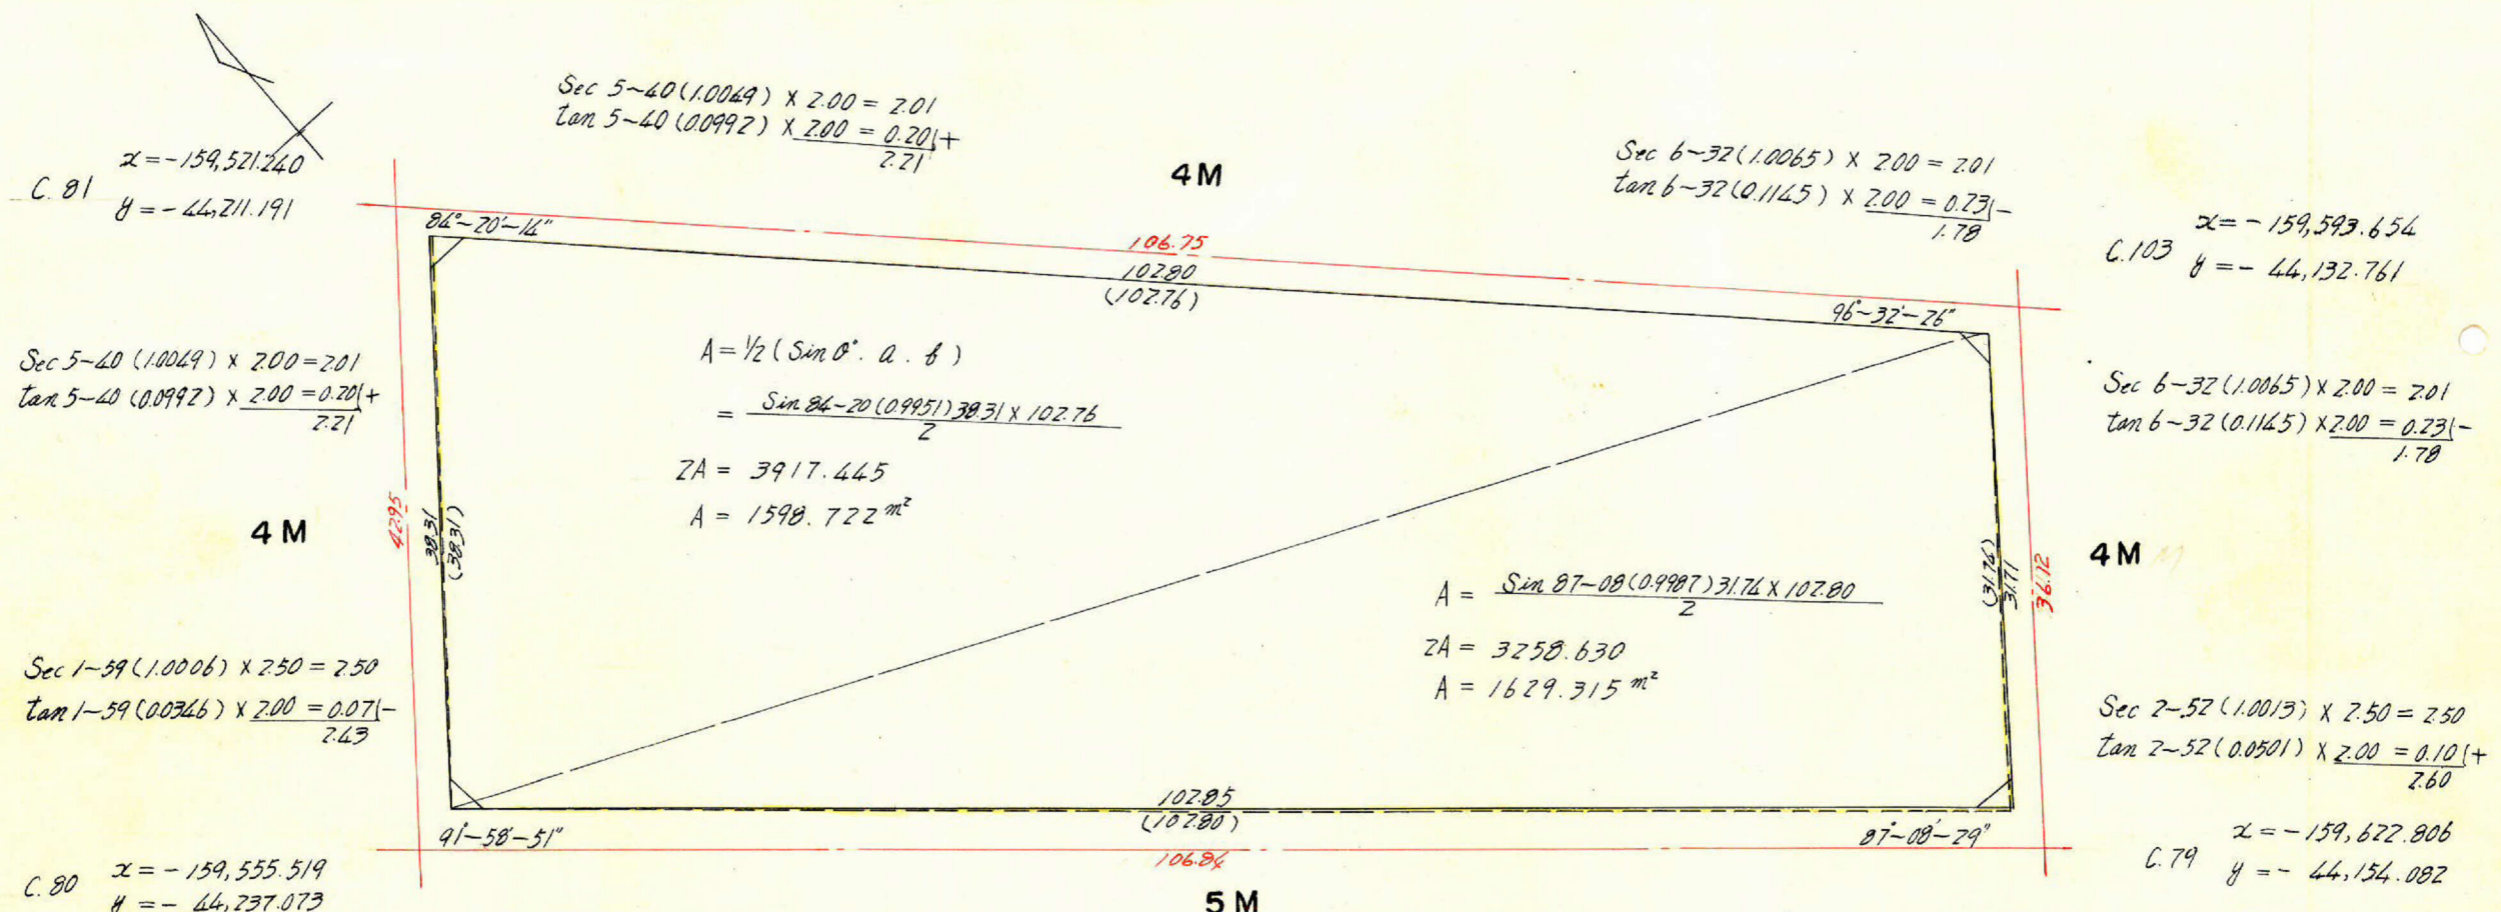 Sec 5-40 (1.0049) × 2.00 = 2.01
tan 5-40 (0.0992) × 2.00 = 0.20(+
2.21
4M
Sec 6-32 (1.0065) × 2.00 = 2.01
tan 6-32 (0.1145) × 2.00 = 0.23(-
1.78
C.81
x = -159,521.240
y = -44,211.191
C.103
x = -159,593.654
y = -44,132.761
84°-20'-14"
106.75
102.80
(102.76)
96°-32'-26"
Sec 5-40 (1.0049) × 2.00 = 2.01
tan 5-40 (0.0992) × 2.00 = 0.20(+
2.21
A = 1/2 (Sin θ°. a . b)
= Sin 84-20 (0.9951) 38.31 × 102.76
2
2A = 3917.445
A = 1598.722 m²
Sec 6-32 (1.0065) × 2.00 = 2.01
tan 6-32 (0.1145) × 2.00 = 0.23(-
1.78
4M
42.95
38.31
(38.31)
(31.74)
31.71
36.12
4M
A = Sin 87-08 (0.9987) 31.74 × 102.80
2
2A = 3258.630
A = 1629.315 m²
Sec 1-59 (1.0006) × 2.50 = 2.50
tan 1-59 (0.0346) × 2.00 = 0.07(-
2.43
Sec 2-52 (1.0013) × 2.50 = 2.50
tan 2-52 (0.0501) × 2.00 = 0.10(+
2.60
91°-58'-51"
102.85
(102.80)
106.84
87°-08'-29"
C.80
x = -159,555.519
y = -44,237.073
5M
C.79
x = -159,622.806
y = -44,154.082